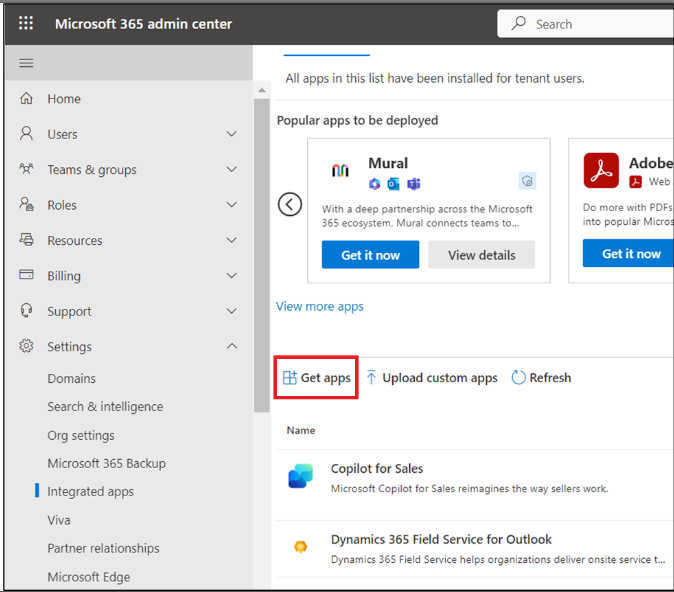 Microsoft 365 admin center
Search
All apps in this list have been installed for tenant users.
Home
Users
Teams & groups
Roles
Resources
Billing
Support
Settings
Domains
Search & intelligence
Org settings
Microsoft 365 Backup
Integrated apps
Viva
Partner relationships
Microsoft Edge
Popular apps to be deployed
Mural
With a deep partnership across the Microsoft
365 ecosystem, Mural connects teams to...
Get it now
View details
Adobe
Web
Do more with PDFs
into popular Micros
Get it now
View more apps
Get apps
Upload custom apps
Refresh
Name
Copilot for Sales
Microsoft Copilot for Sales reimagines the way sellers work.
Dynamics 365 Field Service for Outlook
Dynamics 365 Field Service helps organizations deliver onsite service t...